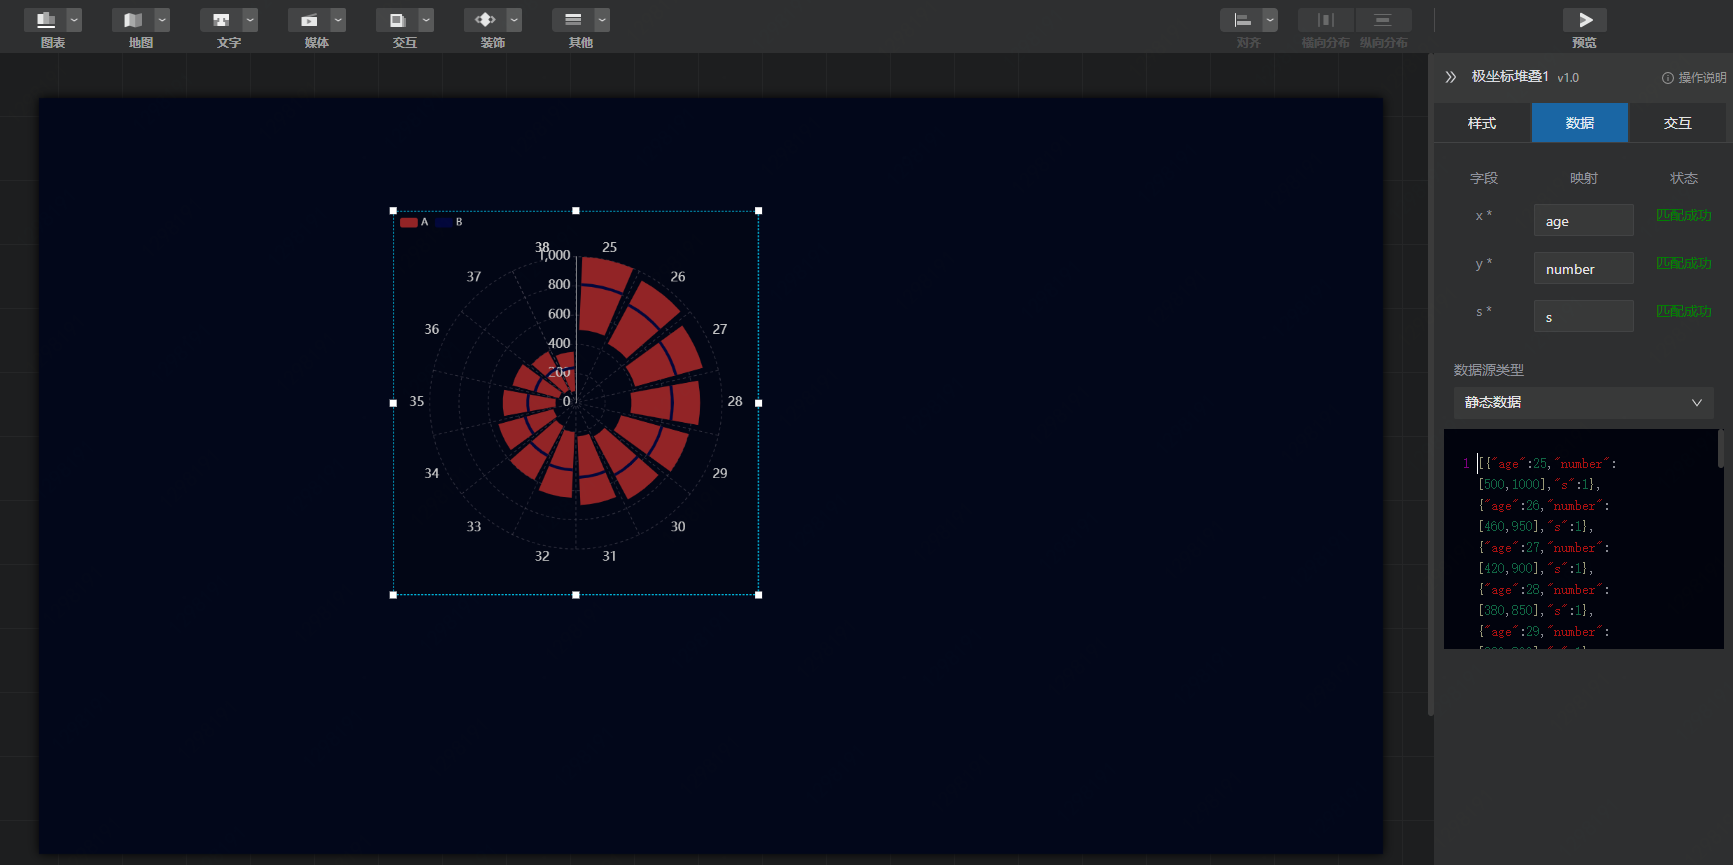 图表 地图 文字 媒体 交互 装饰 其他 对齐 横向分布 纵向分布 预览
极坐标堆叠1 v1.0 操作说明
样式 数据 交互
字段 映射 状态
x * age 匹配成功
y * number 匹配成功
s * s 匹配成功
数据源类型
静态数据
1 [{"age":25,"number":
[500,1000],"s":1},
{"age":26,"number":
[460,950],"s":1},
{"age":27,"number":
[420,900],"s":1},
{"age":28,"number":
[380,850],"s":1},
{"age":29,"number":
A B
38
25
1,000
37
26
800
600
36
27
400
200
35
0
28
34
29
33
30
32
31